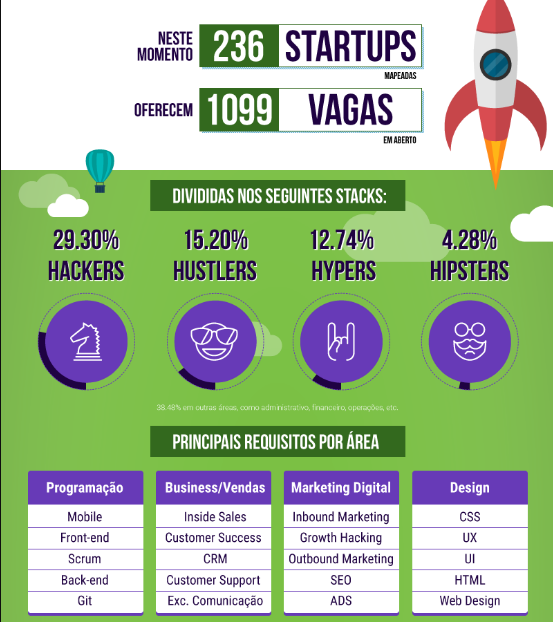 NESTE
MOMENTO
236 STARTUPS
MAPEADAS
OFERECEM 1099 VAGAS
EM ABERTO
DIVIDIDAS NOS SEGUINTES STACKS:
29.30% 15.20% 12.74% 4.28%
HACKERS HUSTLERS HYPERS HIPSTERS
38.48% em outras áreas, como administrativo, financeiro, operações, etc.
PRINCIPAIS REQUISITOS POR ÁREA
Programação Business/Vendas Marketing Digital Design
Mobile Inside Sales Inbound Marketing CSS
Front-end Customer Success Growth Hacking UX
Scrum CRM Outbound Marketing UI
Back-end Customer Support SEO HTML
Git Exc. Comunicação ADS Web Design